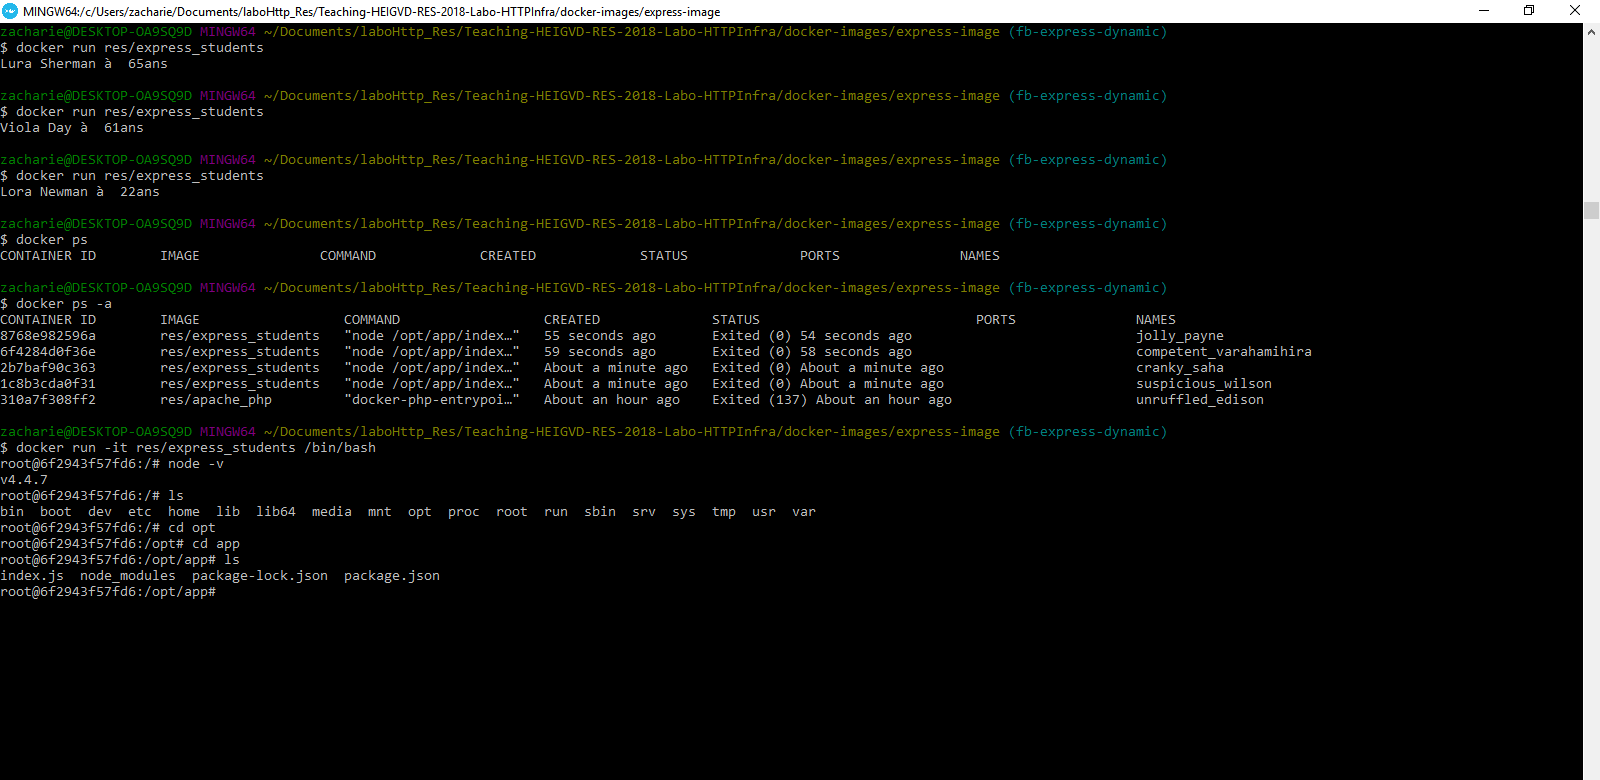 MINGW64:/c/Users/zacharie/Documents/laboHttp_Res/Teaching-HEIGVD-RES-2018-Labo-HTTPInfra/docker-images/express-image
zacharie@DESKTOP-OA9SQ9D MINGW64 ~/Documents/laboHttp_Res/Teaching-HEIGVD-RES-2018-Labo-HTTPInfra/docker-images/express-image (fb-express-dynamic)
$ docker run res/express_students
Lura Sherman à  65ans
zacharie@DESKTOP-OA9SQ9D MINGW64 ~/Documents/laboHttp_Res/Teaching-HEIGVD-RES-2018-Labo-HTTPInfra/docker-images/express-image (fb-express-dynamic)
$ docker run res/express_students
Viola Day à  61ans
zacharie@DESKTOP-OA9SQ9D MINGW64 ~/Documents/laboHttp_Res/Teaching-HEIGVD-RES-2018-Labo-HTTPInfra/docker-images/express-image (fb-express-dynamic)
$ docker run res/express_students
Lora Newman à  22ans
zacharie@DESKTOP-OA9SQ9D MINGW64 ~/Documents/laboHttp_Res/Teaching-HEIGVD-RES-2018-Labo-HTTPInfra/docker-images/express-image (fb-express-dynamic)
$ docker ps
CONTAINER ID        IMAGE               COMMAND             CREATED             STATUS              PORTS               NAMES
zacharie@DESKTOP-OA9SQ9D MINGW64 ~/Documents/laboHttp_Res/Teaching-HEIGVD-RES-2018-Labo-HTTPInfra/docker-images/express-image (fb-express-dynamic)
$ docker ps -a
CONTAINER ID        IMAGE                  COMMAND                  CREATED              STATUS                           PORTS               NAMES
8768e982596a        res/express_students   "node /opt/app/index…"   55 seconds ago       Exited (0) 54 seconds ago                            jolly_payne
6f4284d0f36e        res/express_students   "node /opt/app/index…"   59 seconds ago       Exited (0) 58 seconds ago                            competent_varahamihira
2b7baf90c363        res/express_students   "node /opt/app/index…"   About a minute ago   Exited (0) About a minute ago                        cranky_saha
1c8b3cda0f31        res/express_students   "node /opt/app/index…"   About a minute ago   Exited (0) About a minute ago                        suspicious_wilson
310a7f308ff2        res/apache_php         "docker-php-entrypoi…"   About an hour ago    Exited (137) About an hour ago                       unruffled_edison
zacharie@DESKTOP-OA9SQ9D MINGW64 ~/Documents/laboHttp_Res/Teaching-HEIGVD-RES-2018-Labo-HTTPInfra/docker-images/express-image (fb-express-dynamic)
$ docker run -it res/express_students /bin/bash
root@6f2943f57fd6:/# node -v
v4.4.7
root@6f2943f57fd6:/# ls
bin  boot  dev  etc  home  lib  lib64  media  mnt  opt  proc  root  run  sbin  srv  sys  tmp  usr  var
root@6f2943f57fd6:/# cd opt
root@6f2943f57fd6:/opt# cd app
root@6f2943f57fd6:/opt/app# ls
index.js  node_modules  package-lock.json  package.json
root@6f2943f57fd6:/opt/app#